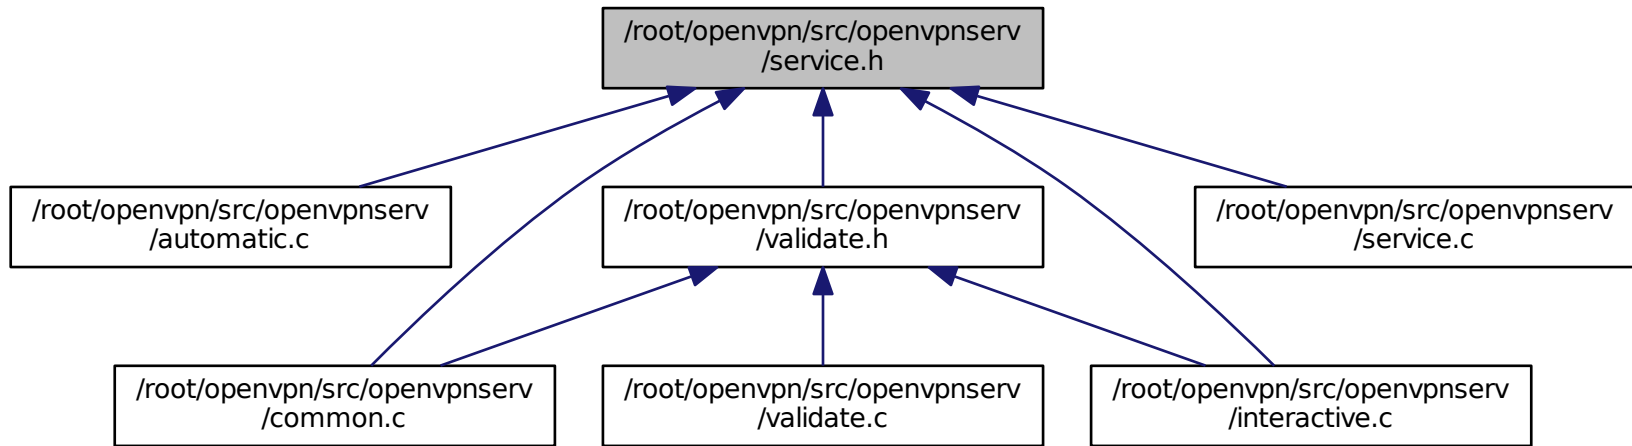 /root/openvpn/src/openvpnserv
/service.h
/root/openvpn/src/openvpnserv
/automatic.c
/root/openvpn/src/openvpnserv
/validate.h
/root/openvpn/src/openvpnserv
/service.c
/root/openvpn/src/openvpnserv
/common.c
/root/openvpn/src/openvpnserv
/validate.c
/root/openvpn/src/openvpnserv
/interactive.c